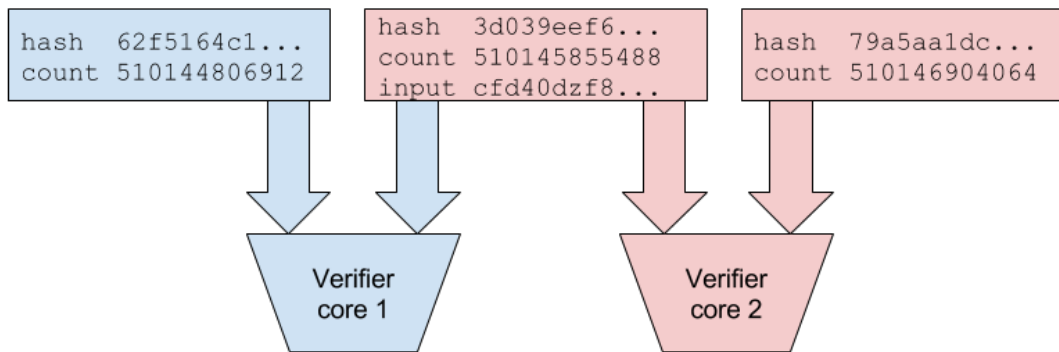 hash 62f5164c1...
count 510144806912
hash 3d039eef6...
count 510145855488
input cfd40dzf8...
hash 79a5aa1dc...
count 510146904064
Verifier
core 1
Verifier
core 2